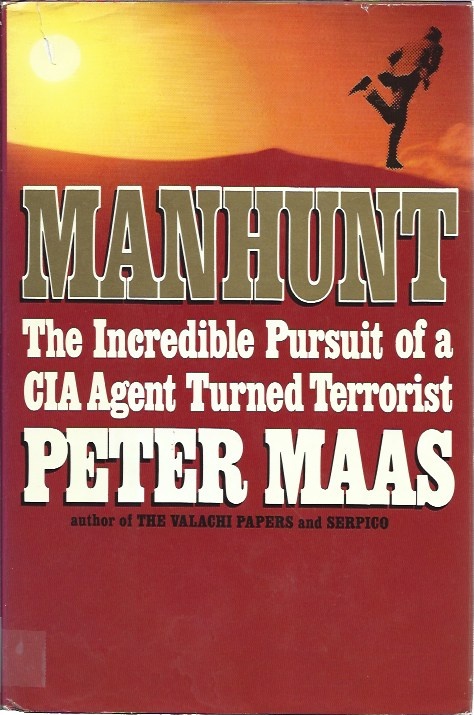 MANHUNT
The Incredible Pursuit of a
CIA Agent Turned Terrorist
PETER MAAS
author of THE VALACHI PAPERS and SERPICO